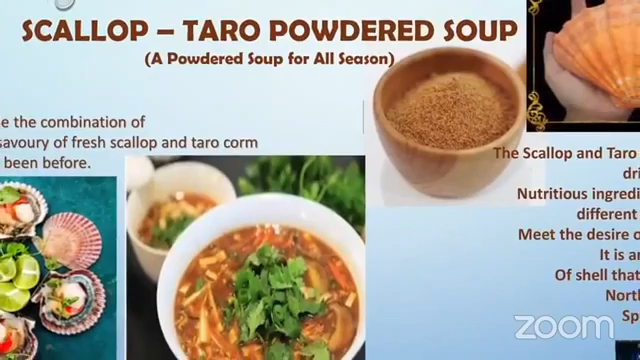 SCALLOP – TARO POWDERED SOUP
(A Powdered Soup for All Season)
e the combination of
savoury of fresh scallop and taro corm
been before.
The Scallop and Taro
dri
Nutritious ingredi
different
Meet the desire o
It is an
Of shell that
North
Sp
zoom